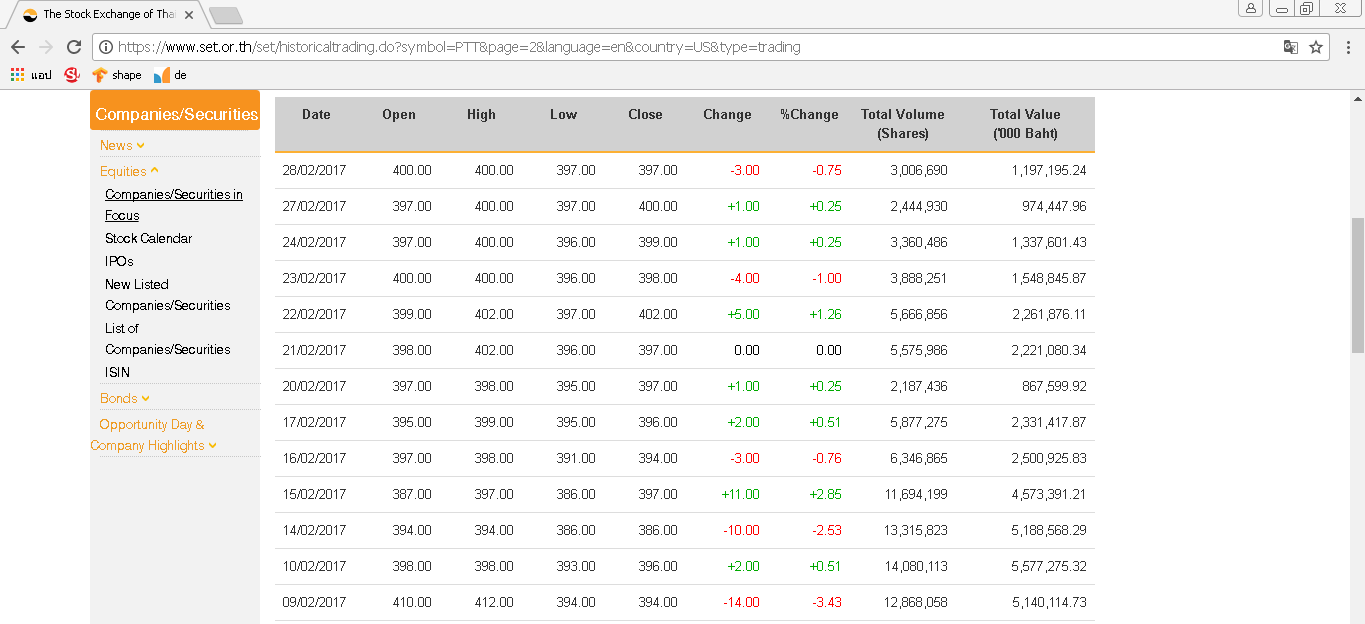 The Stock Exchange of Tha
https://www.set.or.th/set/historicaltrading.do?symbol=PTT&page=2&language=en&country=US&type=trading
แอป shape de
Companies/Securities
News
Equities
Companies/Securities in
Focus
Stock Calendar
IPOs
New Listed
Companies/Securities
List of
Companies/Securities
ISIN
Bonds
Opportunity Day &
Company Highlights
Date Open High Low Close Change %Change Total Volume Total Value
(Shares) ('000 Baht)
28/02/2017 400.00 400.00 397.00 397.00 -3.00 -0.75 3,006,690 1,197,195.24
27/02/2017 397.00 400.00 397.00 400.00 +1.00 +0.25 2,444,930 974,447.96
24/02/2017 397.00 400.00 396.00 399.00 +1.00 +0.25 3,360,486 1,337,601.43
23/02/2017 400.00 400.00 396.00 398.00 -4.00 -1.00 3,888,251 1,548,845.87
22/02/2017 399.00 402.00 397.00 402.00 +5.00 +1.26 5,666,856 2,261,876.11
21/02/2017 398.00 402.00 396.00 397.00 0.00 0.00 5,575,986 2,221,080.34
20/02/2017 397.00 398.00 395.00 397.00 +1.00 +0.25 2,187,436 867,599.92
17/02/2017 395.00 399.00 395.00 396.00 +2.00 +0.51 5,877,275 2,331,417.87
16/02/2017 397.00 398.00 391.00 394.00 -3.00 -0.76 6,346,865 2,500,925.83
15/02/2017 387.00 397.00 386.00 397.00 +11.00 +2.85 11,694,199 4,573,391.21
14/02/2017 394.00 394.00 386.00 386.00 -10.00 -2.53 13,315,823 5,188,568.29
10/02/2017 398.00 398.00 393.00 396.00 +2.00 +0.51 14,080,113 5,577,275.32
09/02/2017 410.00 412.00 394.00 394.00 -14.00 -3.43 12,868,058 5,140,114.73